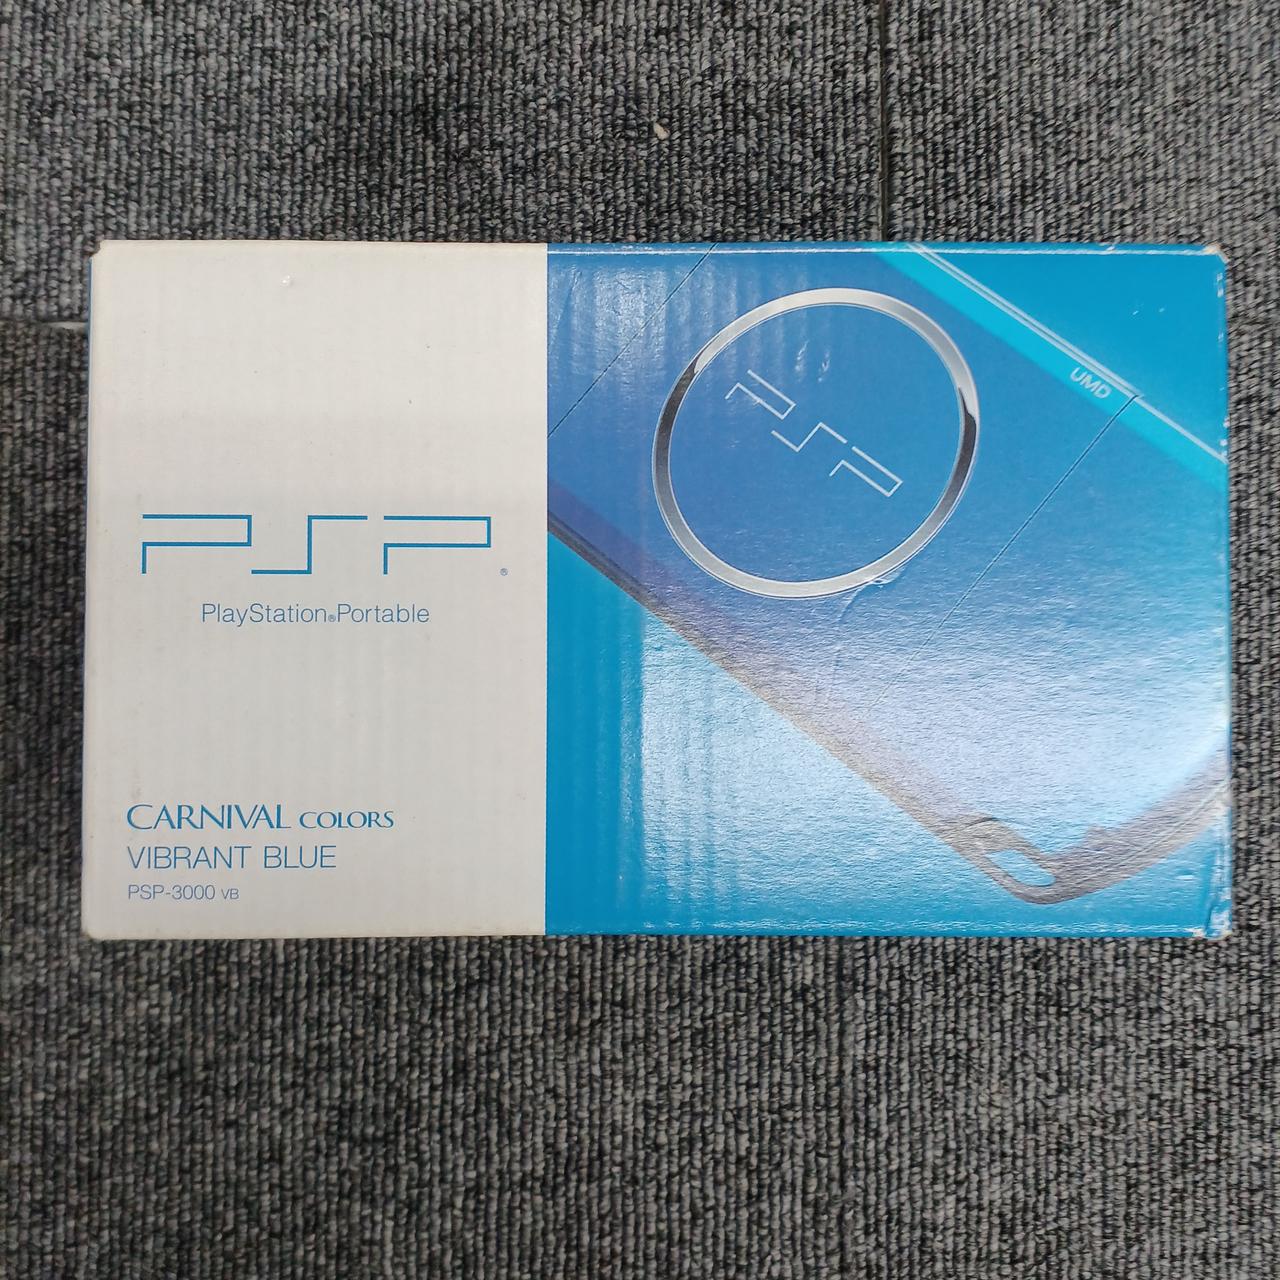 PSP®
PlayStation®Portable
CARNIVAL COLORS
VIBRANT BLUE
PSP-3000 VB
PSP
UMD